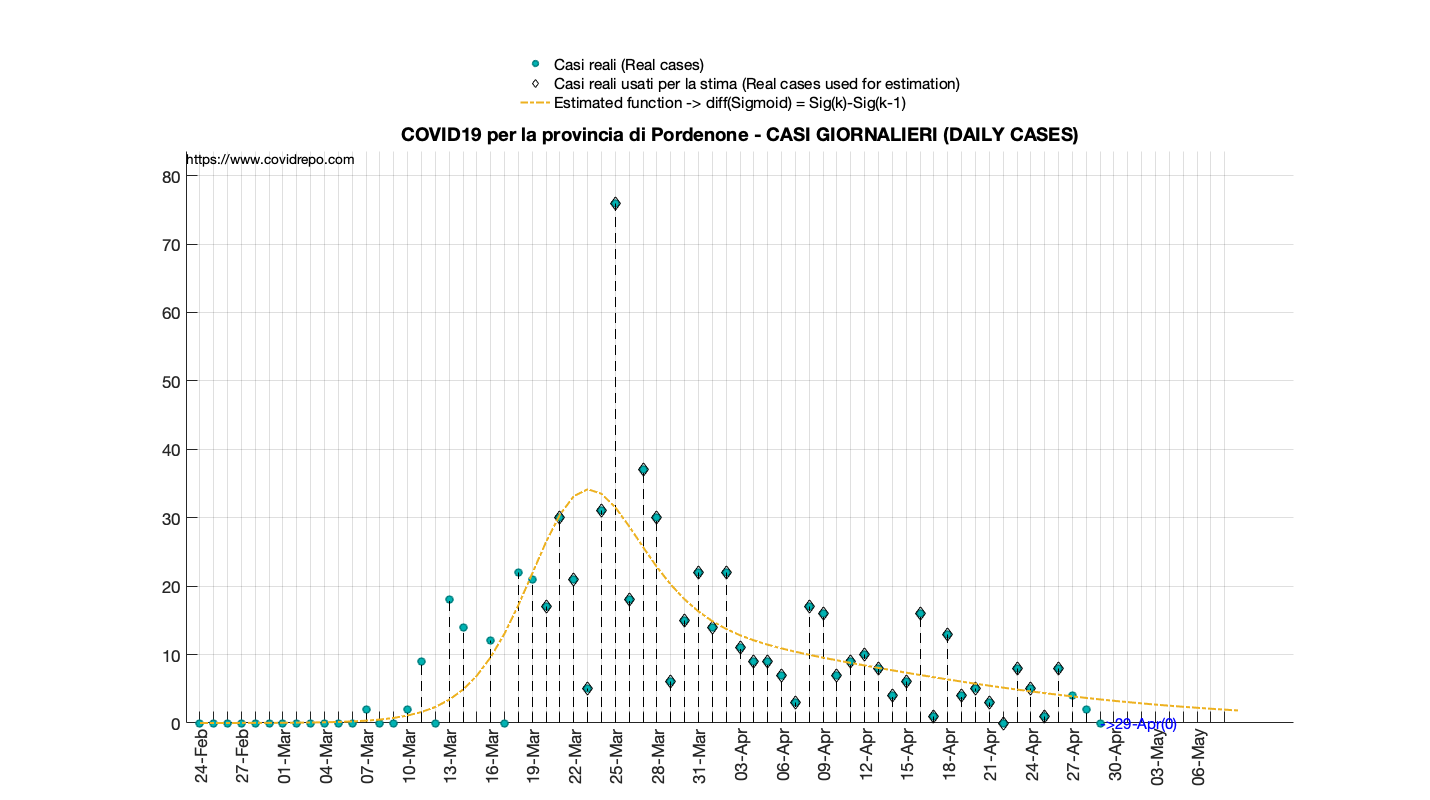 Casi reali (Real cases)
Casi reali usati per la stima (Real cases used for estimation)
Estimated function -> diff(Sigmoid) = Sig(k)-Sig(k-1)
COVID19 per la provincia di Pordenone - CASI GIORNALIERI (DAILY CASES)
https://www.covidrepo.com
80
70
60
50
40
30
20
10
0
->29-Apr(0)
24-Feb
27-Feb
01-Mar
04-Mar
07-Mar
10-Mar
13-Mar
16-Mar
19-Mar
22-Mar
25-Mar
28-Mar
31-Mar
03-Apr
06-Apr
09-Apr
12-Apr
15-Apr
18-Apr
21-Apr
24-Apr
27-Apr
30-Apr
03-May
06-May